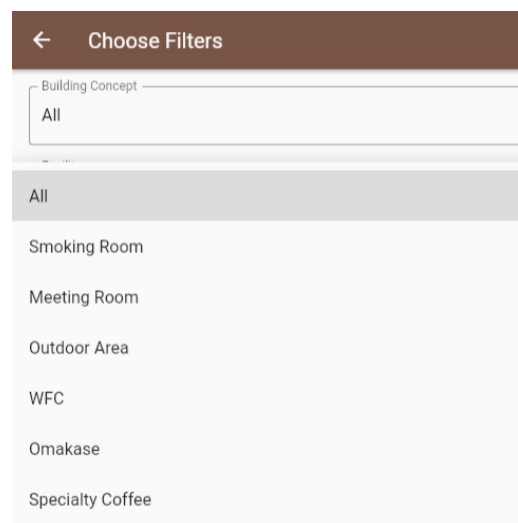 Choose Filters
Building Concept
All
All
Smoking Room
Meeting Room
Outdoor Area
WFC
Omakase
Specialty Coffee